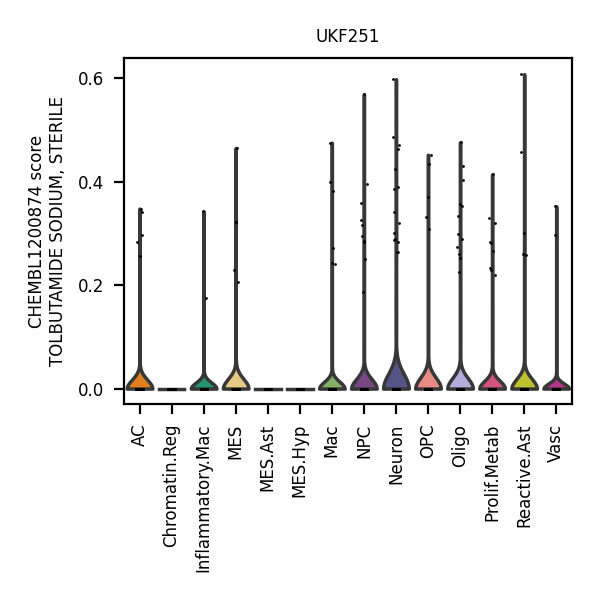 UKF251
CHEMBL1200874 score
TOLBUTAMIDE SODIUM, STERILE
0.6
0.4
0.2
0.0
AC
Chromatin.Reg
Inflammatory.Mac
MES
MES.Ast
MES.Hyp
Mac
NPC
Neuron
OPC
Oligo
Prolif.Metab
Reactive.Ast
Vasc